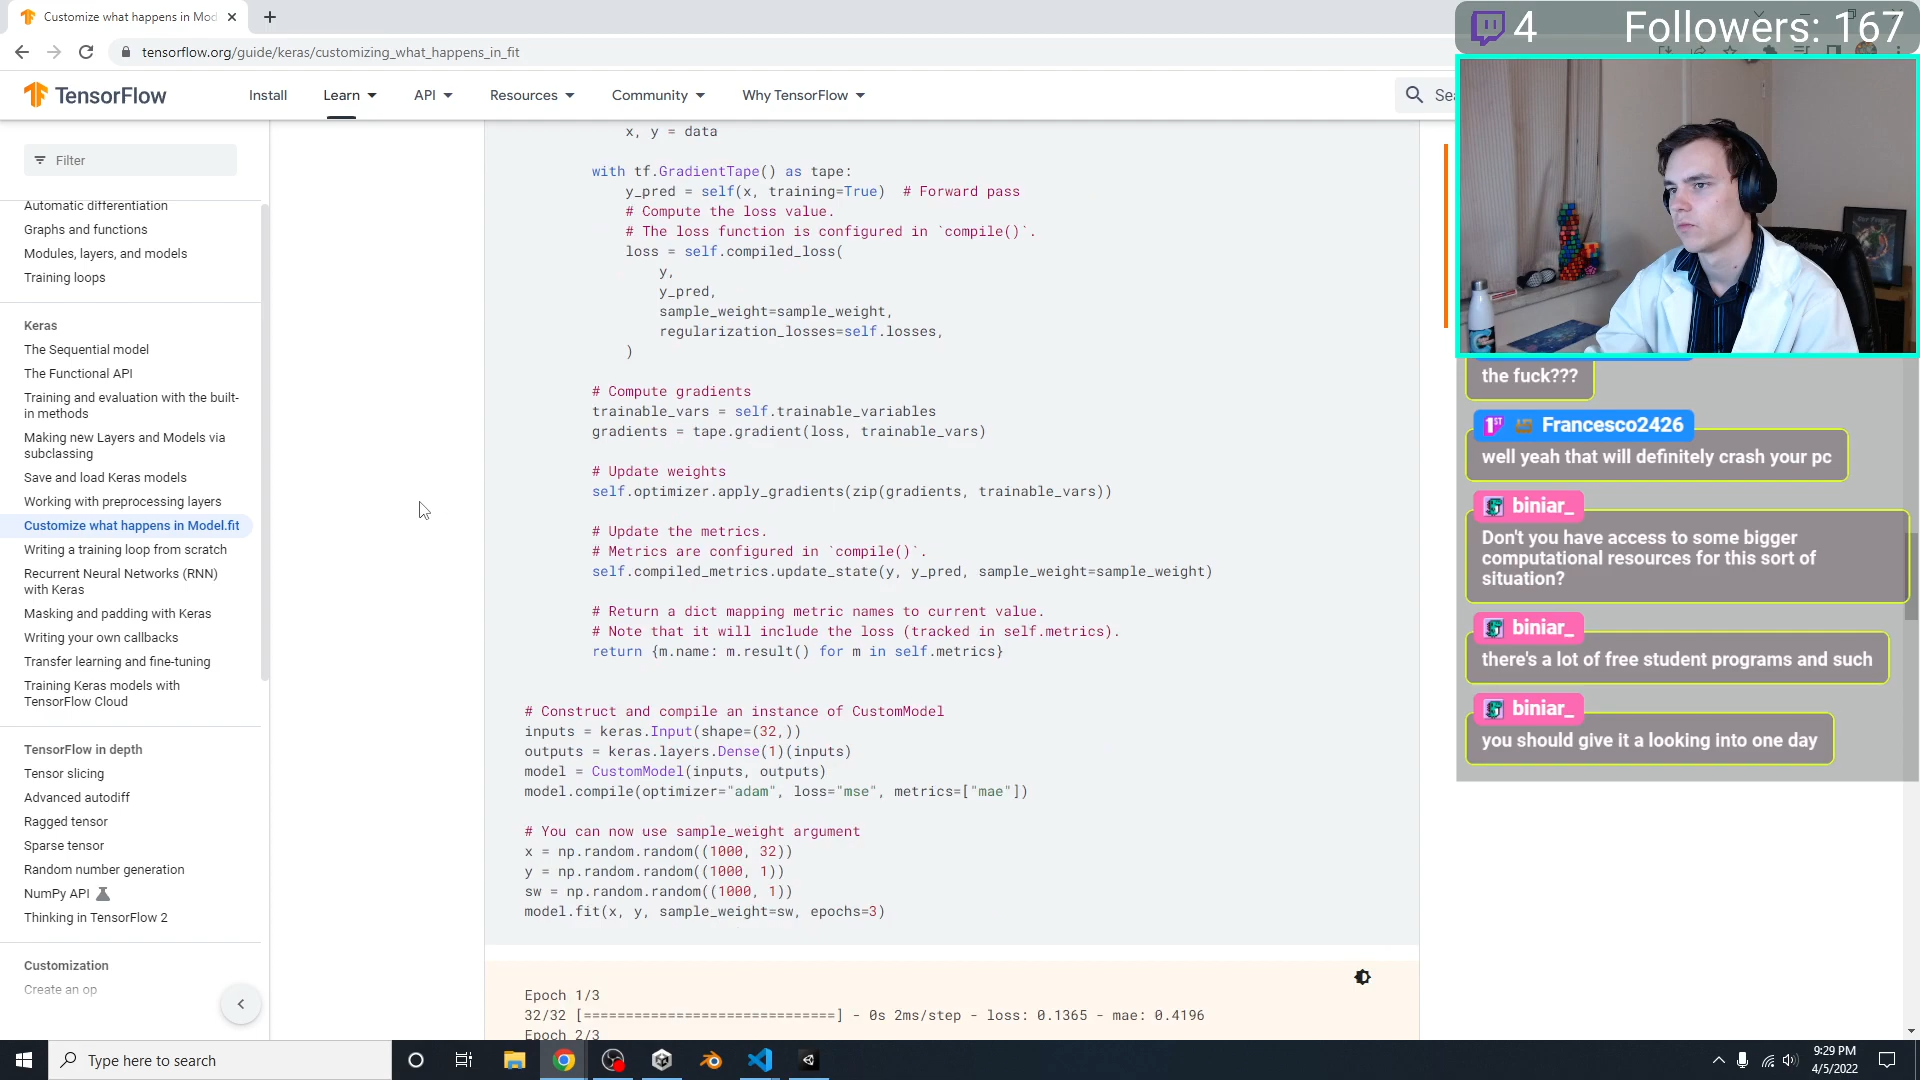 Customize what happens in Mod
tensorflow.org/guide/keras/customizing_what_happens_in_fit
4
Followers: 167
TensorFlow
Install
Learn
API
Resources
Community
Why TensorFlow
Filter
Automatic differentiation
Graphs and functions
Modules, layers, and models
Training loops
Keras
The Sequential model
The Functional API
Training and evaluation with the built-
in methods
Making new Layers and Models via
subclassing
Save and load Keras models
Working with preprocessing layers
Customize what happens in Model.fit
Writing a training loop from scratch
Recurrent Neural Networks (RNN)
with Keras
Masking and padding with Keras
Writing your own callbacks
Transfer learning and fine-tuning
Training Keras models with
TensorFlow Cloud
TensorFlow in depth
Tensor slicing
Advanced autodiff
Ragged tensor
Sparse tensor
Random number generation
NumPy API
Thinking in TensorFlow 2
Customization
Create an op
x, y = data
with tf.GradientTape() as tape:
y_pred = self(x, training=True)  # Forward pass
# Compute the loss value.
# The loss function is configured in `compile()`.
loss = self.compiled_loss(
y,
y_pred,
sample_weight=sample_weight,
regularization_losses=self.losses,
)
# Compute gradients
trainable_vars = self.trainable_variables
gradients = tape.gradient(loss, trainable_vars)
# Update weights
self.optimizer.apply_gradients(zip(gradients, trainable_vars))
# Update the metrics.
# Metrics are configured in `compile()`.
self.compiled_metrics.update_state(y, y_pred, sample_weight=sample_weight)
# Return a dict mapping metric names to current value.
# Note that it will include the loss (tracked in self.metrics).
return {m.name: m.result() for m in self.metrics}
# Construct and compile an instance of CustomModel
inputs = keras.Input(shape=(32,))
outputs = keras.layers.Dense(1)(inputs)
model = CustomModel(inputs, outputs)
model.compile(optimizer="adam", loss="mse", metrics=["mae"])
# You can now use sample_weight argument
x = np.random.random((1000, 32))
y = np.random.random((1000, 1))
sw = np.random.random((1000, 1))
model.fit(x, y, sample_weight=sw, epochs=3)
Epoch 1/3
32/32 [==============================] - 0s 2ms/step - loss: 0.1365 - mae: 0.4196
Epoch 2/3
the fuck???
1ST Francesco2426
well yeah that will definitely crash your pc
biniar_
Don't you have access to some bigger
computational resources for this sort of
situation?
biniar_
there's a lot of free student programs and such
biniar_
you should give it a looking into one day
Type here to search
9:29 PM
4/5/2022